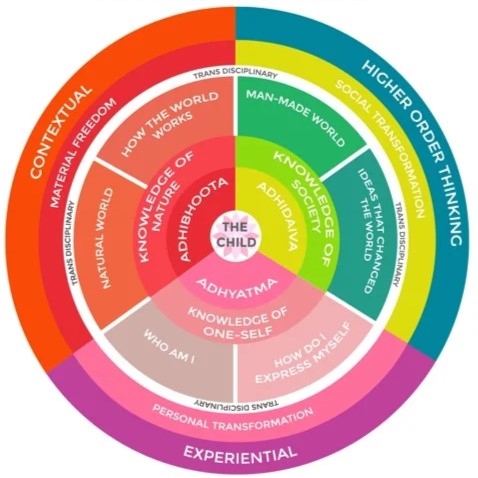 THE
CHILD
ADHIBHOOTA
KNOWLEDGE OF
NATURE
HOW THE WORLD
WORKS
NATURAL WORLD
TRANS DISCIPLINARY
TRANS DISCIPLINARY
MATERIAL FREEDOM
CONTEXTUAL
ADHIDAIVA
KNOWLEDGE OF
SOCIETY
MAN-MADE WORLD
IDEAS THAT CHANGED
THE WORLD
TRANS DISCIPLINARY
SOCIAL TRANSFORMATION
HIGHER ORDER THINKING
ADHYATMA
KNOWLEDGE OF
ONE-SELF
WHO AM I
HOW DO I
EXPRESS MYSELF
TRANS DISCIPLINARY
PERSONAL TRANSFORMATION
EXPERIENTIAL